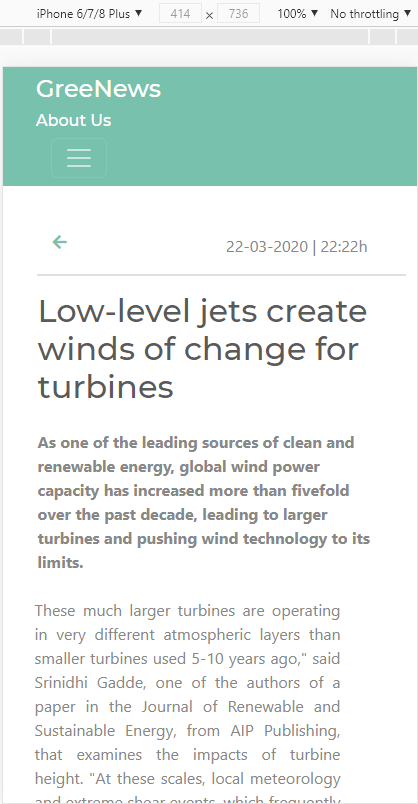 iPhone 6/7/8 Plus ▼ 414 × 736 100% ▼ No throttling ▼
GreeNews
About Us
22-03-2020 | 22:22h
Low-level jets create
winds of change for
turbines
As one of the leading sources of clean and
renewable energy, global wind power
capacity has increased more than fivefold
over the past decade, leading to larger
turbines and pushing wind technology to its
limits.
These much larger turbines are operating
in very different atmospheric layers than
smaller turbines used 5-10 years ago," said
Srinidhi Gadde, one of the authors of a
paper in the Journal of Renewable and
Sustainable Energy, from AIP Publishing,
that examines the impacts of turbine
height. "At these scales, local meteorology
and extreme shear events, which frequently